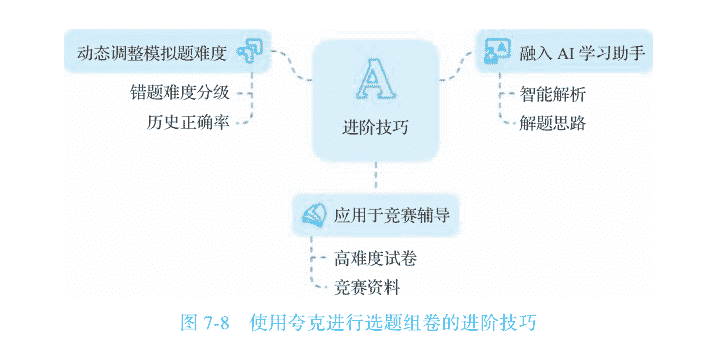 动态调整模拟题难度
错题难度分级
历史正确率
A
进阶技巧
融入 AI 学习助手
智能解析
解题思路
应用于竞赛辅导
高难度试卷
竞赛资料
图 7-8 使用夸克进行选题组卷的进阶技巧